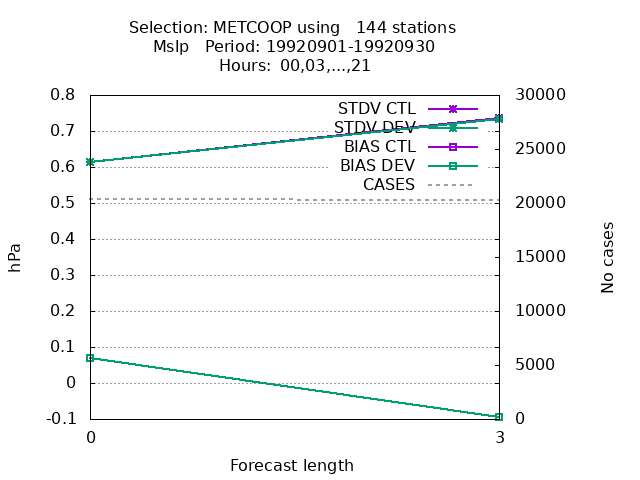 Selection: METCOOP using   144 stations
Mslp   Period: 19920901-19920930
Hours: 00,03,...,21
0.8
0.7
0.6
0.5
0.4
0.3
0.2
0.1
0
-0.1
30000
25000
20000
15000
10000
5000
0
STDV CTL
STDV DEV
BIAS CTL
BIAS DEV
CASES
hPa
No cases
0
3
Forecast length